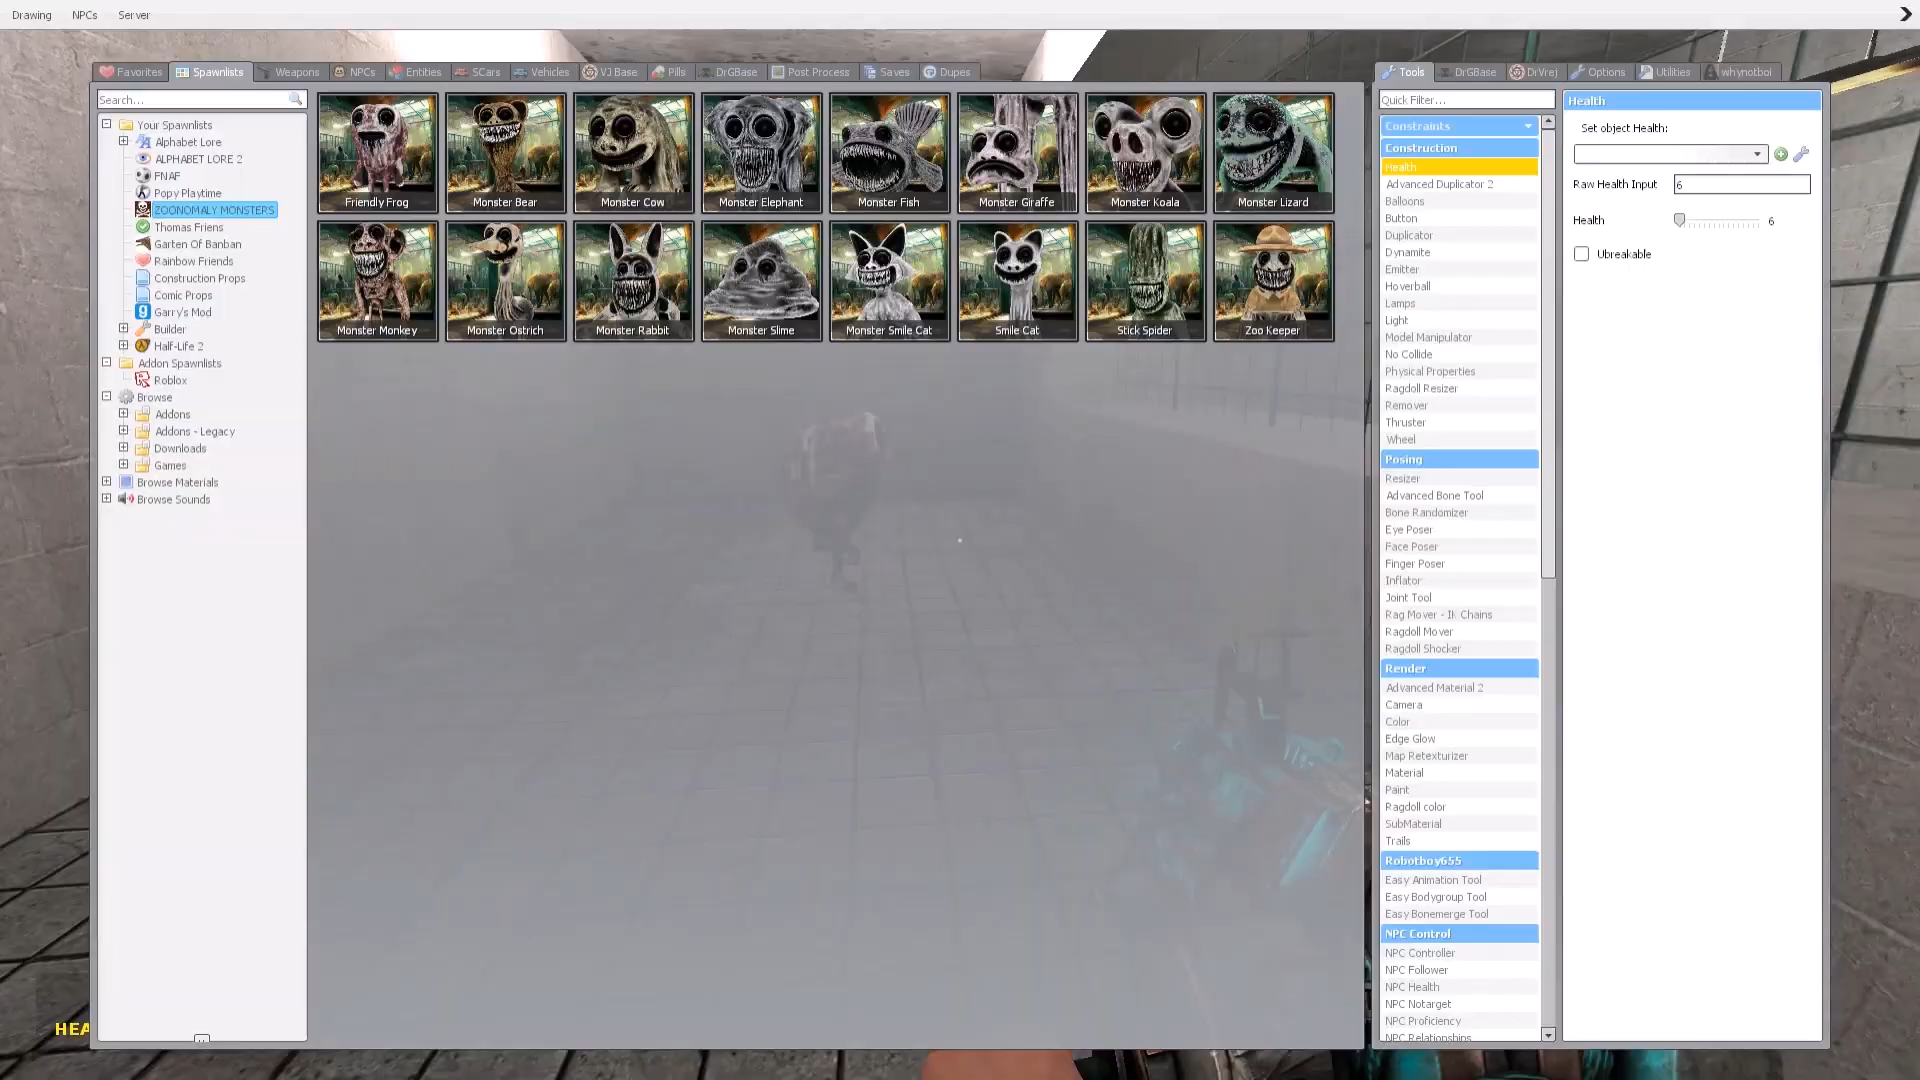 Drawing NPCs Server
Favorites Spawnlists Weapons NPCs Entities SCars Vehicles VJ Base Pills DrGBase Post Process Saves Dupes
Search...
Your Spawnlists
Alphabet Lore
ALPHABET LORE 2
FNAF
Popy Playtime
ZOONOMALY MONSTERS
Thomas Friens
Garten Of Banban
Rainbow Friends
Construction Props
Comic Props
Garry's Mod
Builder
Half-Life 2
Addon Spawnlists
Roblox
Browse
Addons
Addons - Legacy
Downloads
Games
Browse Materials
Browse Sounds
Friendly Frog Monster Bear Monster Cow Monster Elephant Monster Fish Monster Giraffe Monster Koala Monster Lizard
Monster Monkey Monster Ostrich Monster Rabbit Monster Slime Monster Smile Cat Smile Cat Stick Spider Zoo Keeper
HEA
Tools DrGBase DrVrej Options Utilities whynotboi
Quick Filter...
Constraints
Construction
Health
Advanced Duplicator 2
Balloons
Button
Duplicator
Dynamite
Emitter
Hoverball
Lamps
Light
Model Manipulator
No Collide
Physical Properties
Ragdoll Resizer
Remover
Thruster
Wheel
Posing
Resizer
Advanced Bone Tool
Bone Randomizer
Eye Poser
Face Poser
Finger Poser
Inflator
Joint Tool
Rag Mover - IK Chains
Ragdoll Mover
Ragdoll Shocker
Render
Advanced Material 2
Camera
Color
Edge Glow
Map Retexturizer
Material
Paint
Ragdoll color
SubMaterial
Trails
Robotboy655
Easy Animation Tool
Easy Bodygroup Tool
Easy Bonemerge Tool
NPC Control
NPC Controller
NPC Follower
NPC Health
NPC Notarget
NPC Proficiency
NPC Relationships
Health
Set object Health:
Raw Health Input 6
Health 6
Ubreakable